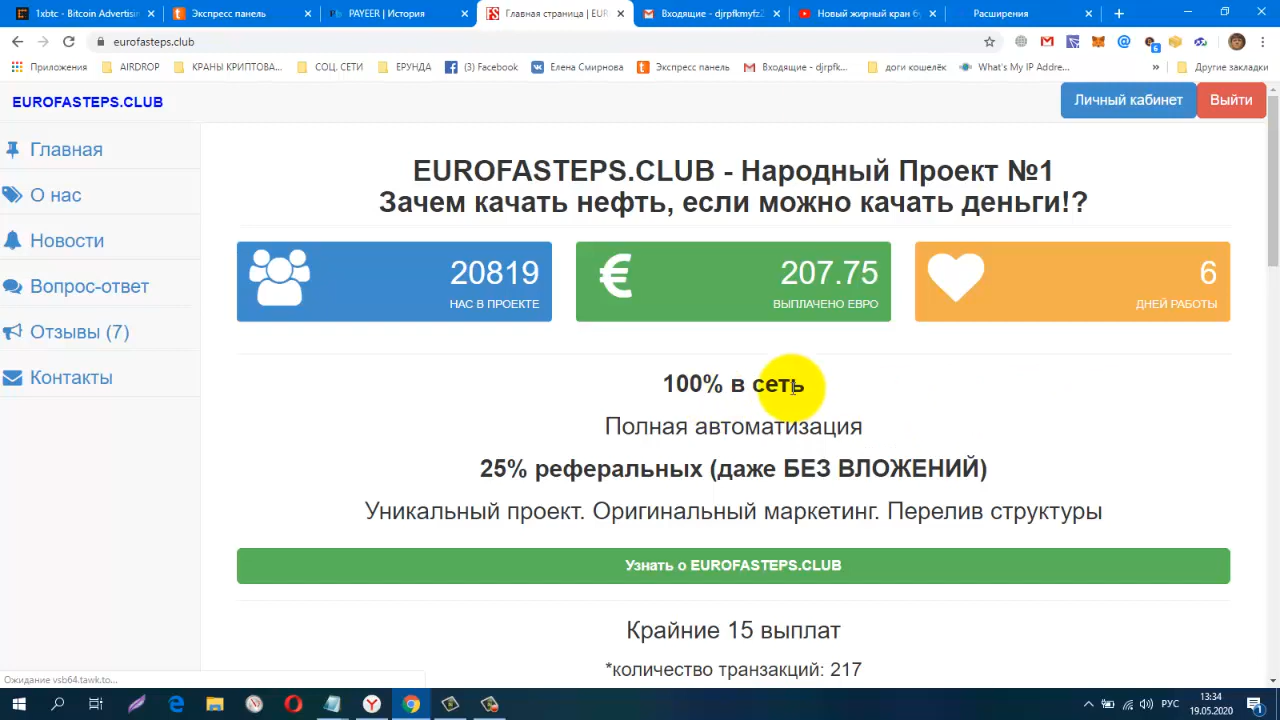 1xbtc - Bitcoin Advertisin
Экспресс панель
PAYEER | История
Главная страница | EUR
Входящие - djrpfkmyfz2
Новый жирный кран бу
Расширения
eurofasteps.club
Приложения
AIRDROP
КРАНЫ КРИПТОВА...
СОЦ. СЕТИ
ЕРУНДА
(3) Facebook
Елена Смирнова
Экспресс панель
Входящие - djrpfk...
доги кошелёк
What's My IP Addre...
»
Другие закладки
EUROFASTEPS.CLUB
Личный кабинет
Выйти
Главная
О нас
Новости
Вопрос-ответ
Отзывы (7)
Контакты
EUROFASTEPS.CLUB - Народный Проект №1
Зачем качать нефть, если можно качать деньги!?
20819
НАС В ПРОЕКТЕ
€
207.75
ВЫПЛАЧЕНО ЕВРО
6
ДНЕЙ РАБОТЫ
100% в сеть
Полная автоматизация
25% реферальных (даже БЕЗ ВЛОЖЕНИЙ)
Уникальный проект. Оригинальный маркетинг. Перелив структуры
Узнать о EUROFASTEPS.CLUB
Крайние 15 выплат
*количество транзакций: 217
Ожидание vsb64.tawk.to...
РУС
13:34
19.05.2020